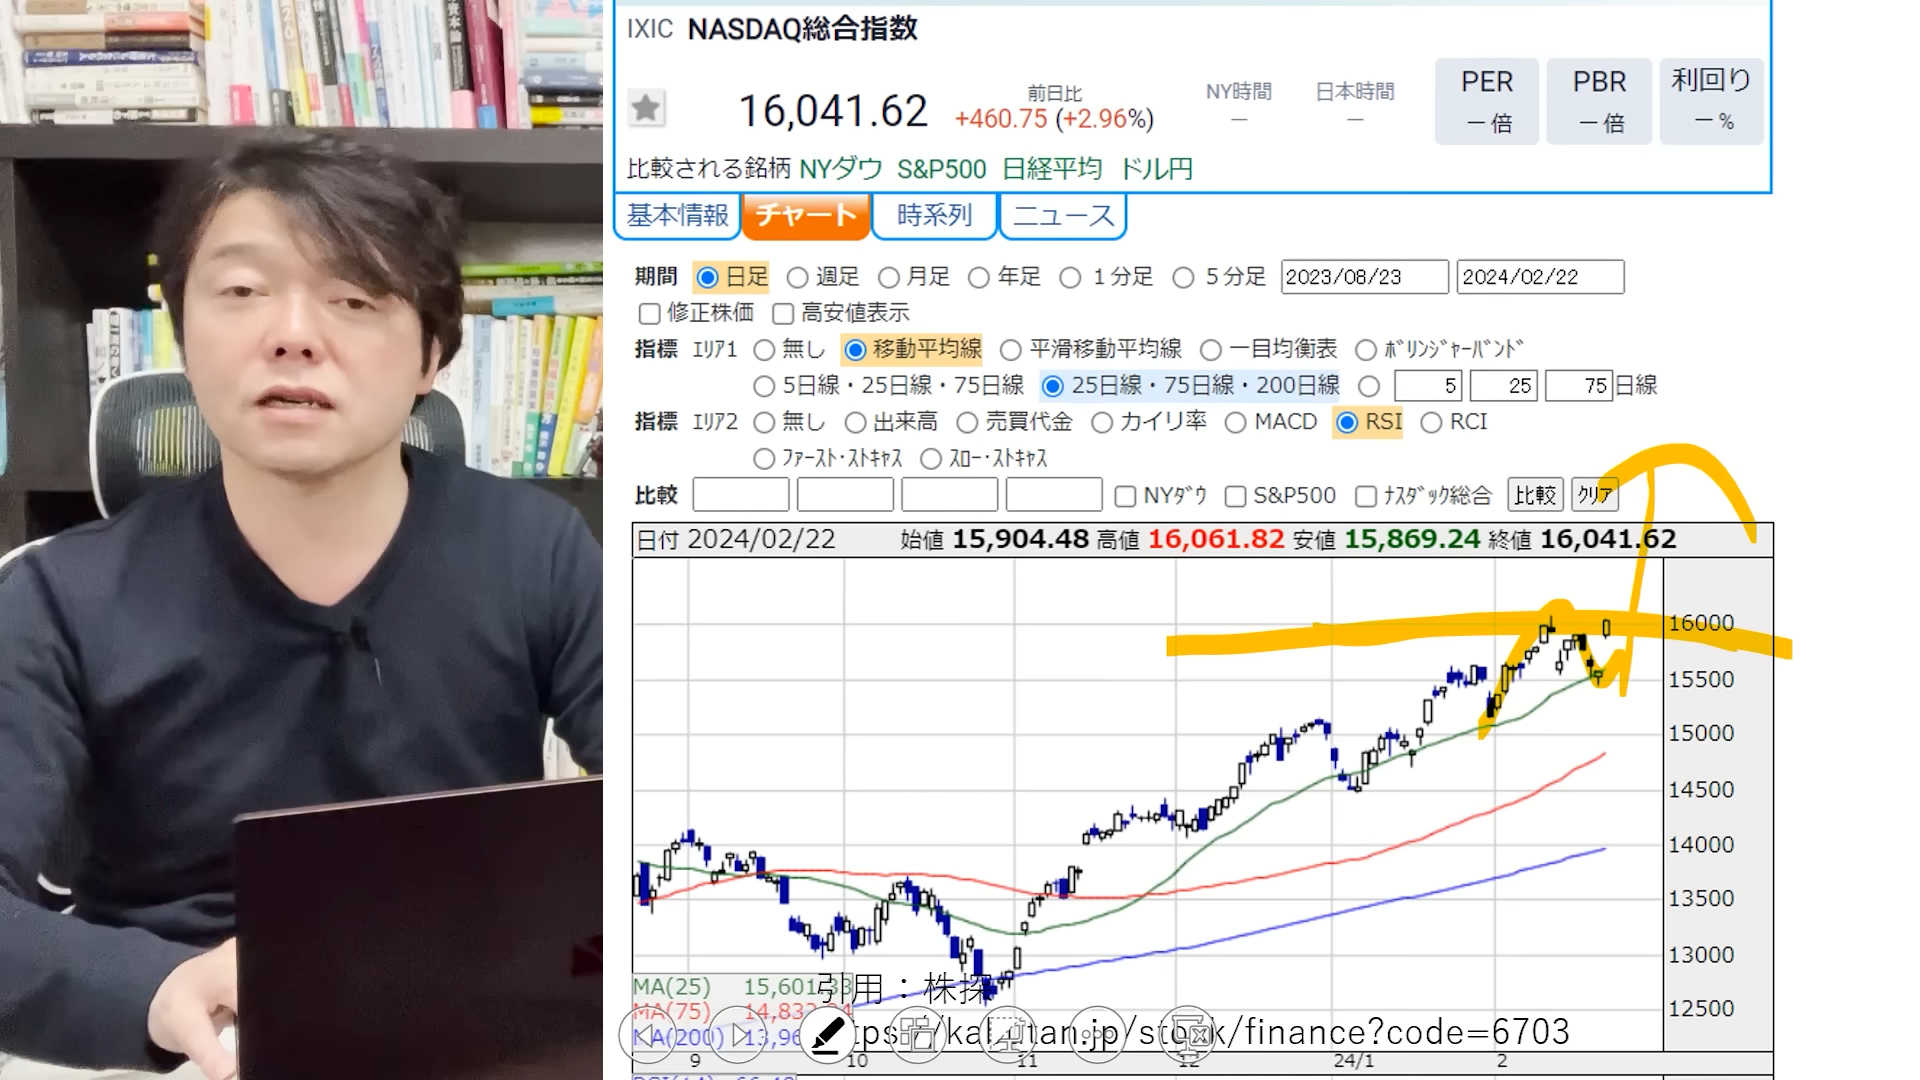 IXIC NASDAQ総合指数
16,041.62
前日比
+460.75 (+2.96%)
NY時間
－
日本時間
－
PER
－ 倍
PBR
－ 倍
利回り
－ %
比較される銘柄 NYダウ S&P500 日経平均 ドル円
基本情報 チャート 時系列 ニュース
期間 日足 週足 月足 年足 １分足 ５分足 2023/08/23 2024/02/22
修正株価 高安値表示
指標 ｴﾘｱ1 無し 移動平均線 平滑移動平均線 一目均衡表 ﾎﾞﾘﾝｼﾞｬｰﾊﾞﾝﾄﾞ
5日線・25日線・75日線 25日線・75日線・200日線 5 25 75 日線
指標 ｴﾘｱ2 無し 出来高 売買代金 カイリ率 MACD RSI RCI
ﾌｧｰｽﾄ･ｽﾄｷｬｽ ｽﾛｰ･ｽﾄｷｬｽ
比較 NYﾀﾞｳ S&P500 ﾅｽﾀﾞｯｸ総合 比較 ｸﾘｱ
日付 2024/02/22 始値 15,904.48 高値 16,061.82 安値 15,869.24 終値 16,041.62
16000
15500
15000
14500
14000
13500
13000
12500
MA(25) 15,601.33
MA(75)
MA(200)
引用：株探
/finance?code=6703
9 10 11 12 24/1 2